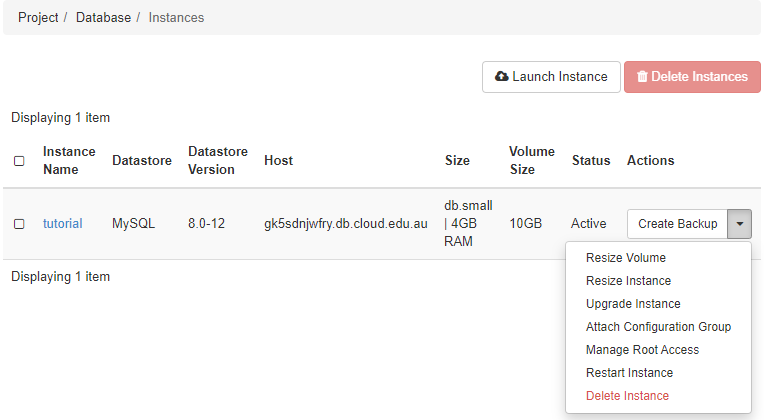 Project / Database / Instances
Launch Instance
Delete Instances
Displaying 1 item
Instance Name
Datastore
Datastore Version
Host
Size
Volume Size
Status
Actions
tutorial
MySQL
8.0-12
gk5sdnjwfry.db.cloud.edu.au
db.small | 4GB RAM
10GB
Active
Create Backup
Displaying 1 item
Resize Volume
Resize Instance
Upgrade Instance
Attach Configuration Group
Manage Root Access
Restart Instance
Delete Instance